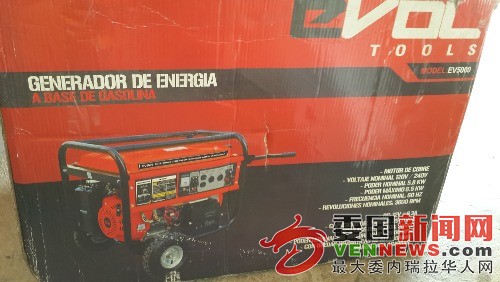 eVOL
TOOLS
MODEL EV5000
GENERADOR DE ENERGIA
A BASE DE GASOLINA
- MOTOR DE COBRE
- VOLTAJE NOMINAL 120V / 240V
- PODER NOMINAL 5.5 KW
- PODER MÁXIMO 6.5 KW
- FRECUENCIA NOMINAL 60 HZ
- REVOLUCIONES NOMINALES 3600 RPM
委国新闻网
VENNEWS.COM
最大委内瑞拉华人网